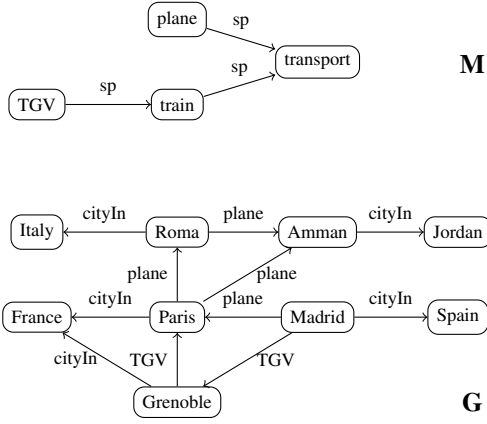 plane
sp
transport
M
sp
TGV
sp
train
Italy
cityIn
Roma
plane
Amman
cityIn
Jordan
plane
plane
France
cityIn
Paris
plane
Madrid
cityIn
Spain
cityIn
TGV
TGV
Grenoble
G